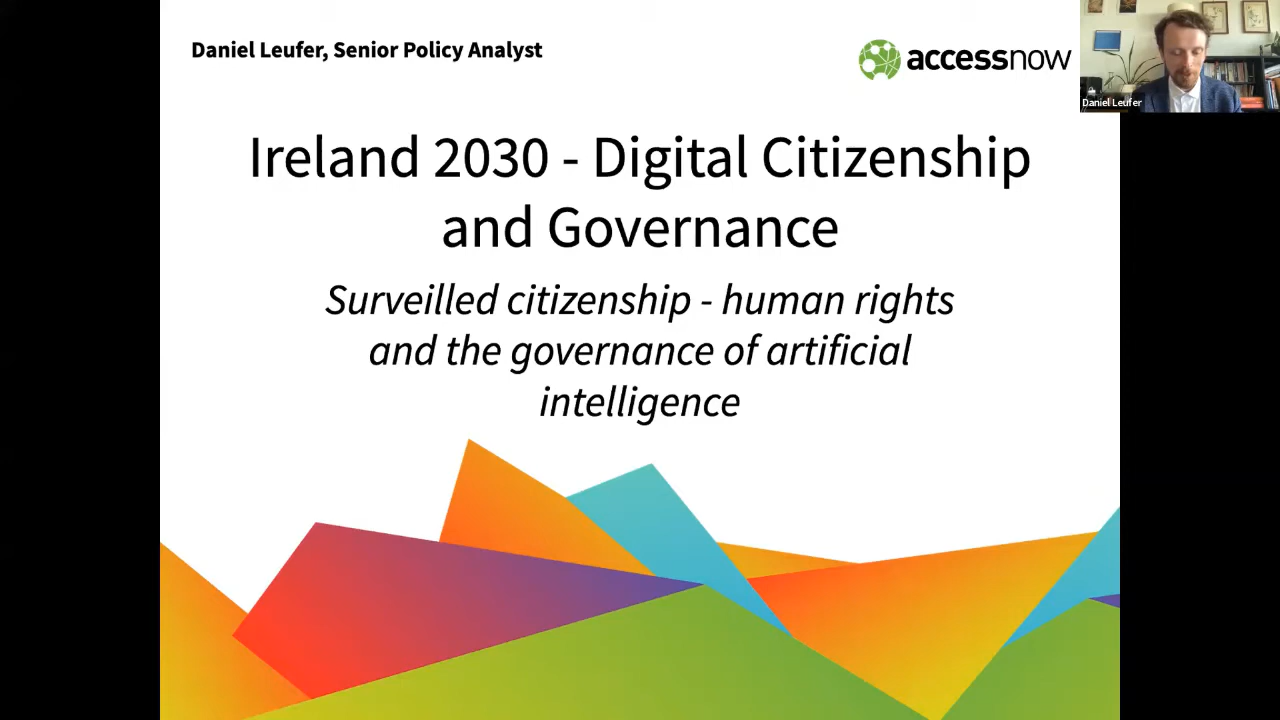 Daniel Leufer, Senior Policy Analyst
accessnow
Daniel Leufer
Ireland 2030 - Digital Citizenship
and Governance
Surveilled citizenship - human rights
and the governance of artificial
intelligence